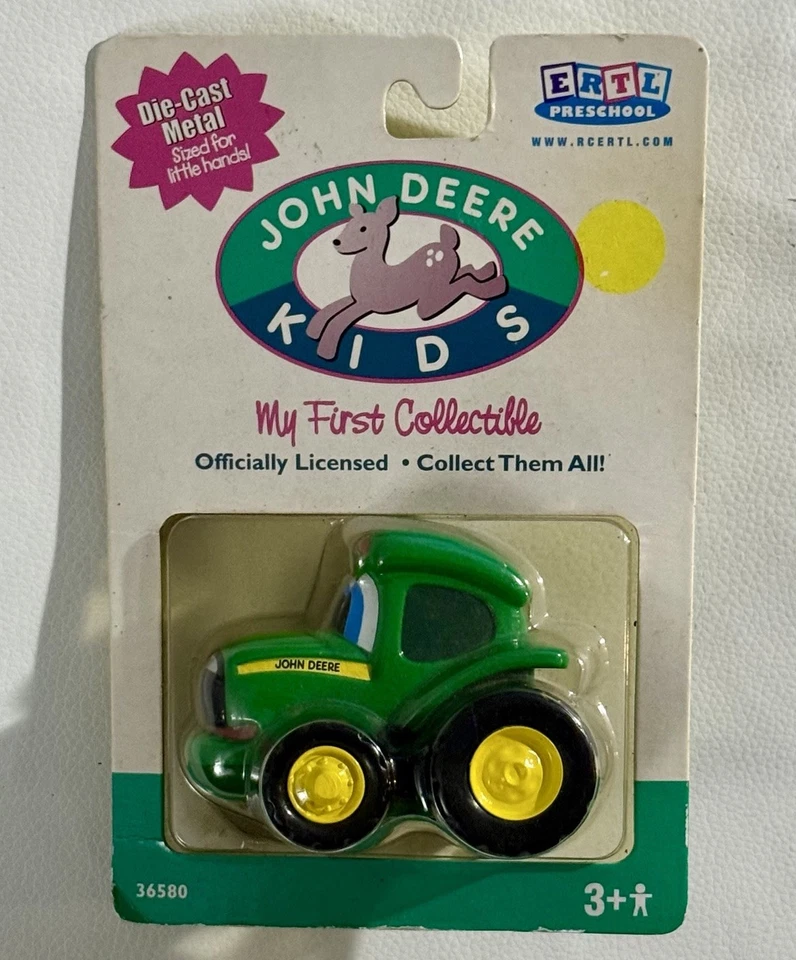 Die-Cast
Metal
Sized for
little hands!
ERTL
PRESCHOOL
WWW.RCERTL.COM
JOHN DEERE
KIDS
My First Collectible
Officially Licensed • Collect Them All!
JOHN DEERE
36580
3+